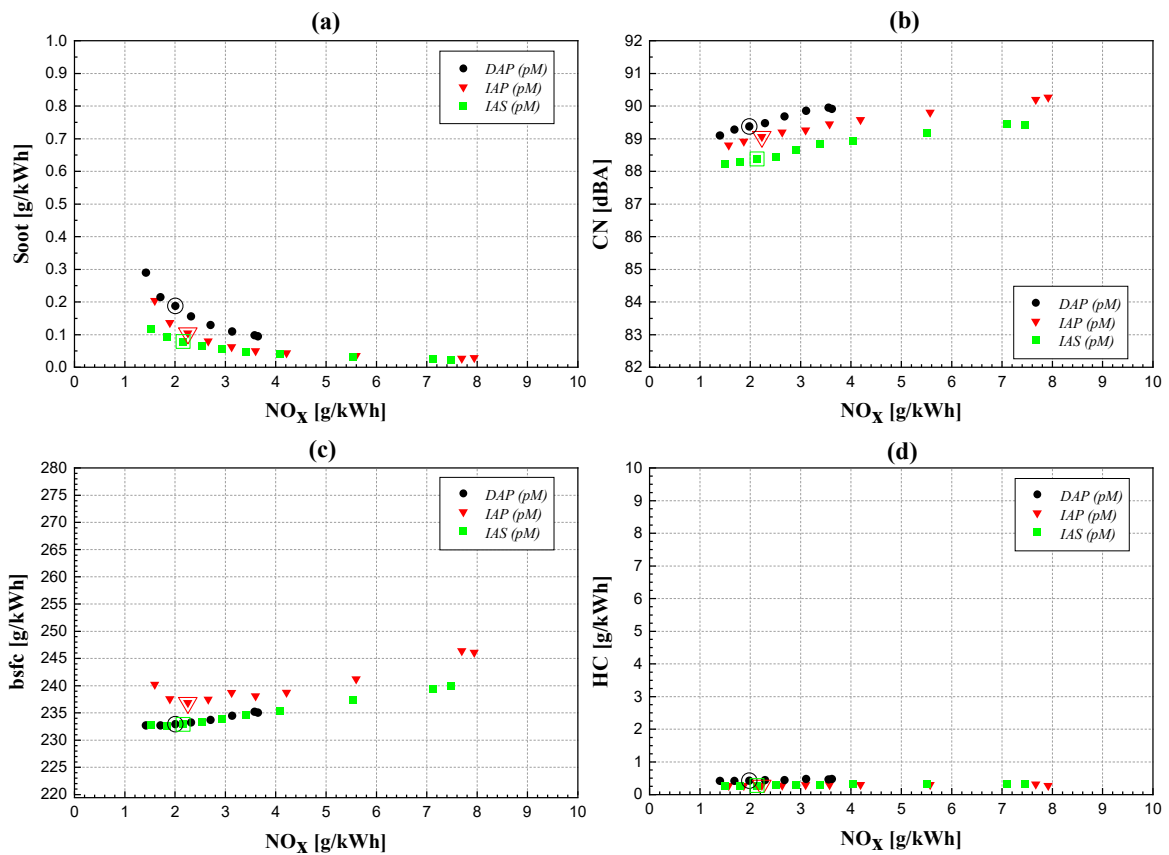 (a)
1.0
0.9
0.8
0.7
0.6
0.5
0.4
0.3
0.2
0.1
0.0
Soot [g/kWh]
DAP (pM)
IAP (pM)
IAS (pM)
0 1 2 3 4 5 6 7 8 9 10
NOX [g/kWh]
(b)
92
91
90
89
88
87
86
85
84
83
82
CN [dBA]
DAP (pM)
IAP (pM)
IAS (pM)
0 1 2 3 4 5 6 7 8 9 10
NOX [g/kWh]
(c)
280
275
270
265
260
255
250
245
240
235
230
225
220
bsfc [g/kWh]
DAP (pM)
IAP (pM)
IAS (pM)
0 1 2 3 4 5 6 7 8 9 10
NOX [g/kWh]
(d)
10
9
8
7
6
5
4
3
2
1
0
HC [g/kWh]
DAP (pM)
IAP (pM)
IAS (pM)
0 1 2 3 4 5 6 7 8 9 10
NOX [g/kWh]